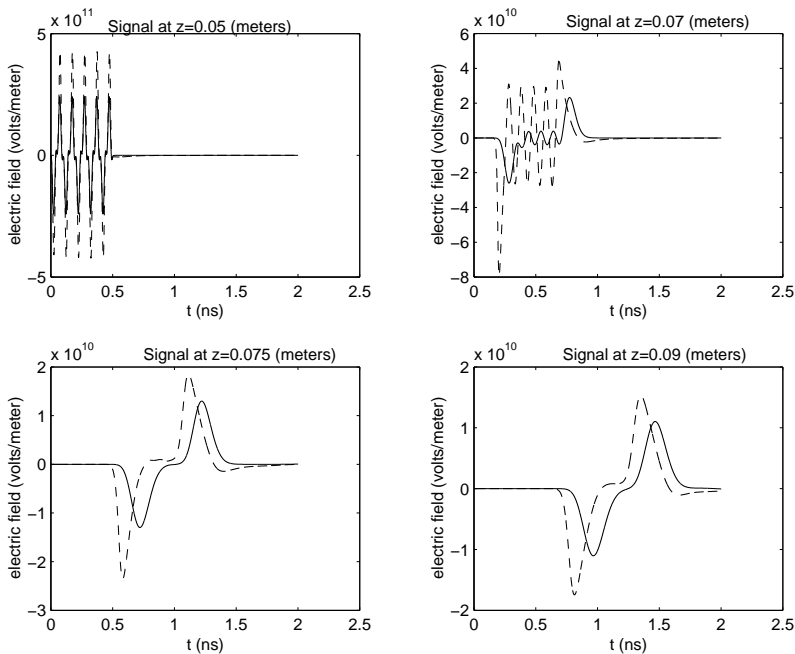 x 10^11
Signal at z=0.05 (meters)
5
0
−5
electric field (volts/meter)
0 0.5 1 1.5 2 2.5
t (ns)
x 10^10
Signal at z=0.07 (meters)
6
4
2
0
−2
−4
−6
−8
electric field (volts/meter)
0 0.5 1 1.5 2 2.5
t (ns)
x 10^10
Signal at z=0.075 (meters)
2
1
0
−1
−2
−3
electric field (volts/meter)
0 0.5 1 1.5 2 2.5
t (ns)
x 10^10
Signal at z=0.09 (meters)
2
1
0
−1
−2
electric field (volts/meter)
0 0.5 1 1.5 2 2.5
t (ns)